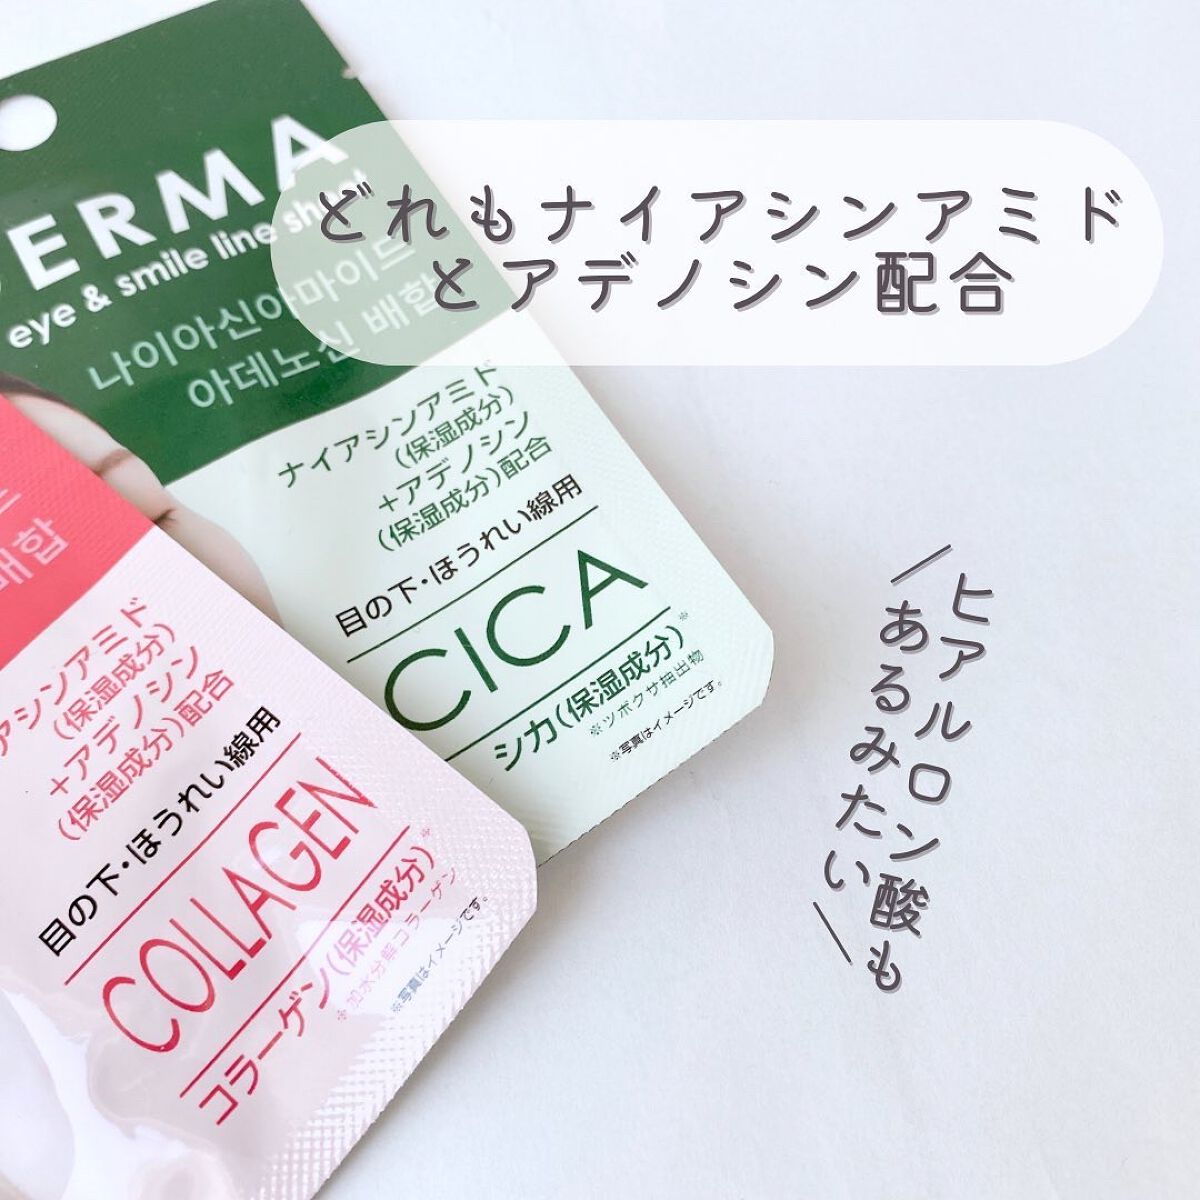 どれもナイアシンアミド
とアデノシン配合
ERMA
eye & smile line sheet
나이아신아마이드
아데노신 배합
ナイアシンアミド
(保湿成分)
+アデノシン
(保湿成分)配合
目の下・ほうれい線用
CICA
シカ(保湿成分)※
※ツボクサ抽出物
※写真はイメージです。
드
배합
アシンアミド
(保湿成分)
+アデノシン
(保湿成分)配合
目の下・ほうれい線用
COLLAGEN
コラーゲン(保湿成分)※
※加水分解コラーゲン
※写真はイメージです。
ヒアルロン酸も
あるみたい